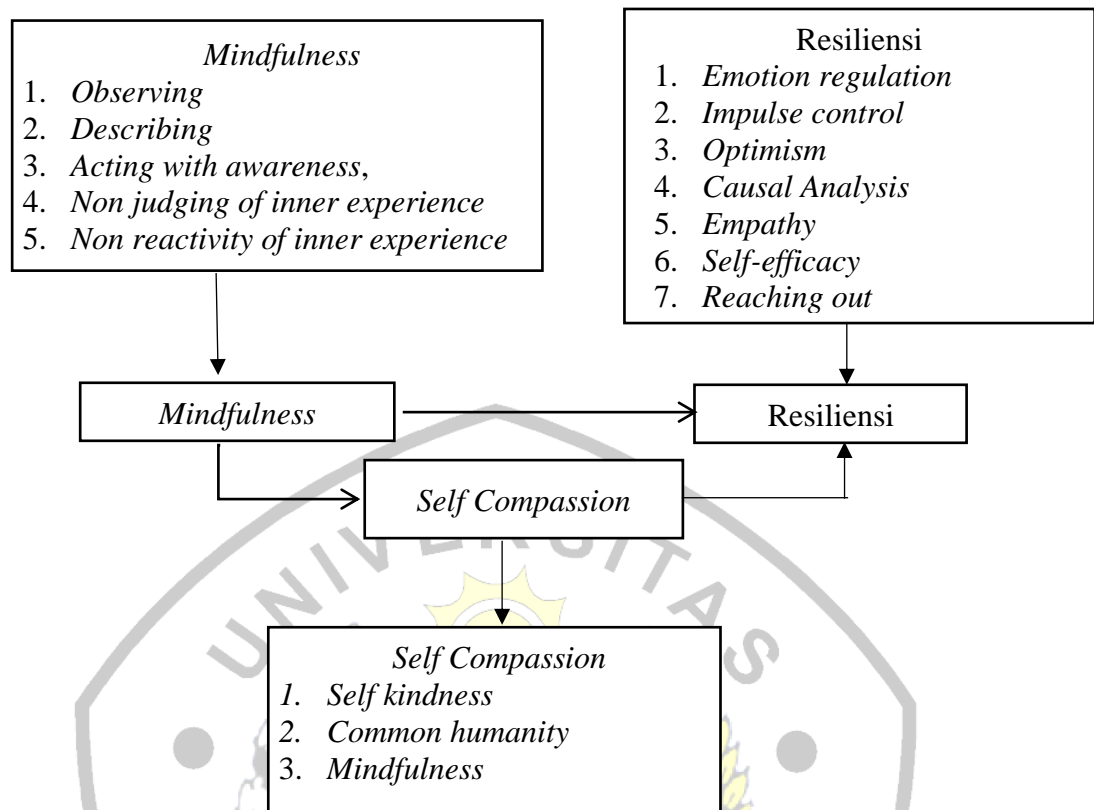 Mindfulness
1. Observing
2. Describing
3. Acting with awareness,
4. Non judging of inner experience
5. Non reactivity of inner experience
Resiliensi
1. Emotion regulation
2. Impulse control
3. Optimism
4. Causal Analysis
5. Empathy
6. Self-efficacy
7. Reaching out
Mindfulness
Resiliensi
Self Compassion
UNIVERSITAS
Self Compassion
1. Self kindness
2. Common humanity
3. Mindfulness